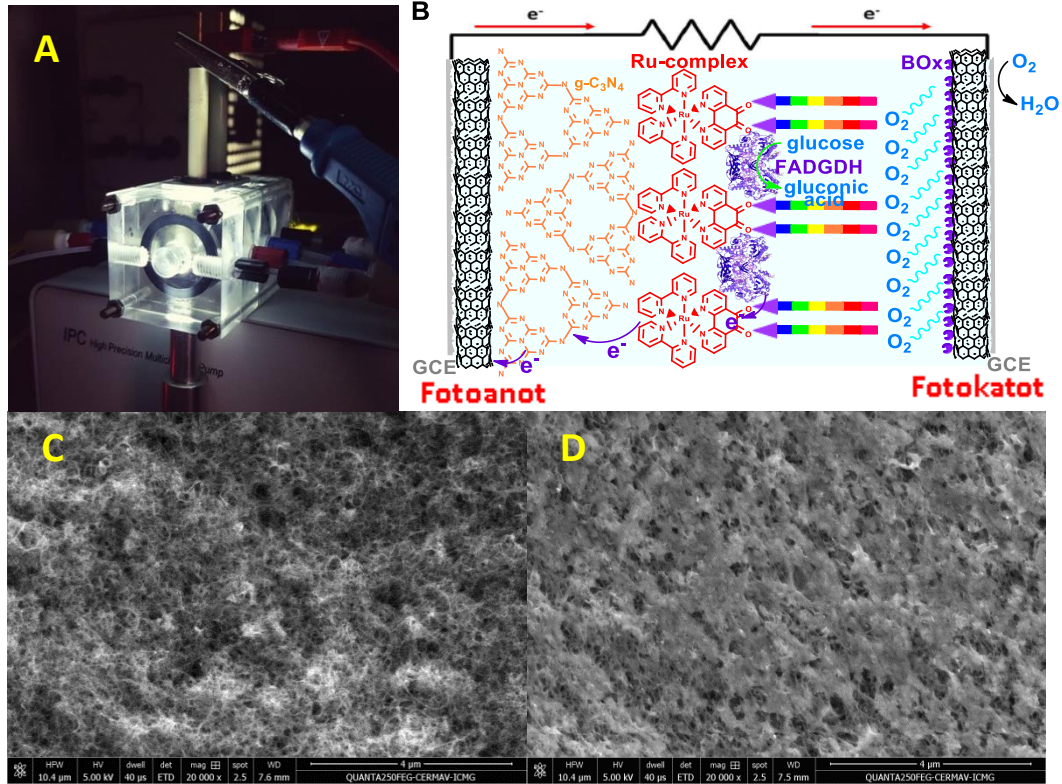 A
iPC High Precision Multich
Pump
B
e-
e-
Ru-complex
g-C3N4
BOx
O2
H2O
glucose
FADGDH
gluconic
acid
O2
O2
O2
O2
O2
O2
O2
O2
O2
e-
e-
e-
GCE
GCE
Fotoanot
Fotokatot
C
D
HFW HV dwell det mag spot WD 4 µm
10.4 µm 5.00 kV 40 µs ETD 20 000 x 2.5 7.6 mm QUANTA250FEG-CERMAV-ICMG
HFW HV dwell det mag spot WD 4 µm
10.4 µm 5.00 kV 40 µs ETD 20 000 x 2.5 7.5 mm QUANTA250FEG-CERMAV-ICMG